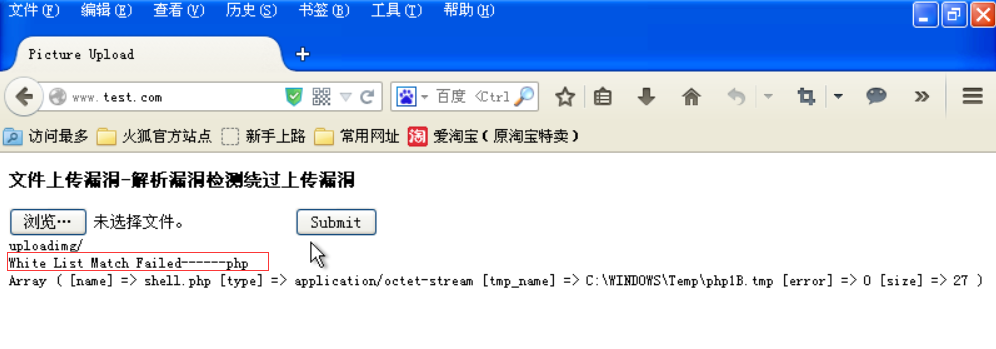 文件(F) 编辑(E) 查看(V) 历史(S) 书签(B) 工具(T) 帮助(H)
Picture Upload
www.test.com 百度 <Ctrl
访问最多 火狐官方站点 新手上路 常用网址 淘 爱淘宝(原淘宝特卖)
文件上传漏洞-解析漏洞检测绕过上传漏洞
浏览… 未选择文件。 Submit
uploadimg/
White List Match Failed------php
Array ( [name] => shell.php [type] => application/octet-stream [tmp_name] => C:\WINDOWS\Temp\php1B.tmp [error] => 0 [size] => 27 )